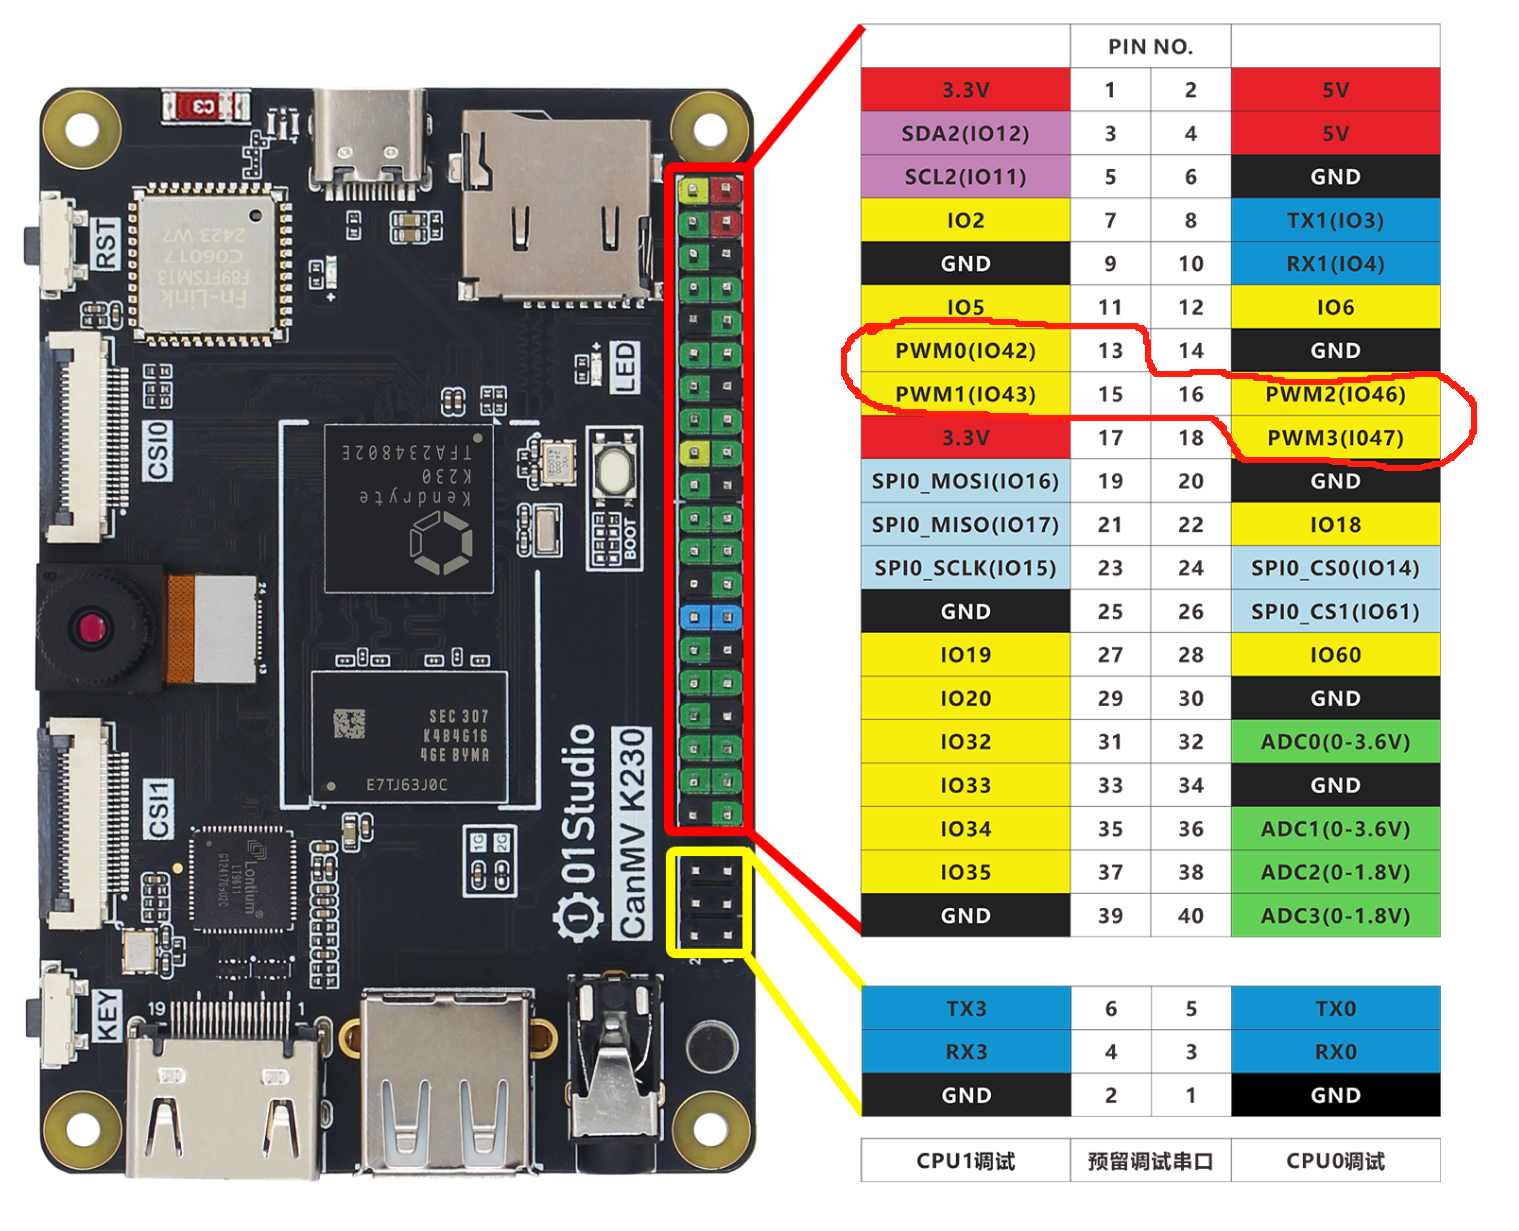 C3
RST
Fn-Link
F89FTSM13
C06017
2423 W7
LED
CSI0
BOOT
Kendryte
K230
TFA234802E
SEC 307
K4B4G16
46E BYMA
E7TJ63J0C
CSI1
1G
2G
Lontium
LT9611
01Studio
CanMV K230
2
1
KEY
19
1
PIN NO.
3.3V 1 2 5V
SDA2(IO12) 3 4 5V
SCL2(IO11) 5 6 GND
IO2 7 8 TX1(IO3)
GND 9 10 RX1(IO4)
IO5 11 12 IO6
PWM0(IO42) 13 14 GND
PWM1(IO43) 15 16 PWM2(IO46)
3.3V 17 18 PWM3(I047)
SPI0_MOSI(IO16) 19 20 GND
SPI0_MISO(IO17) 21 22 IO18
SPI0_SCLK(IO15) 23 24 SPI0_CS0(IO14)
GND 25 26 SPI0_CS1(IO61)
IO19 27 28 IO60
IO20 29 30 GND
IO32 31 32 ADC0(0-3.6V)
IO33 33 34 GND
IO34 35 36 ADC1(0-3.6V)
IO35 37 38 ADC2(0-1.8V)
GND 39 40 ADC3(0-1.8V)
TX3 6 5 TX0
RX3 4 3 RX0
GND 2 1 GND
CPU1调试 预留调试串口 CPU0调试